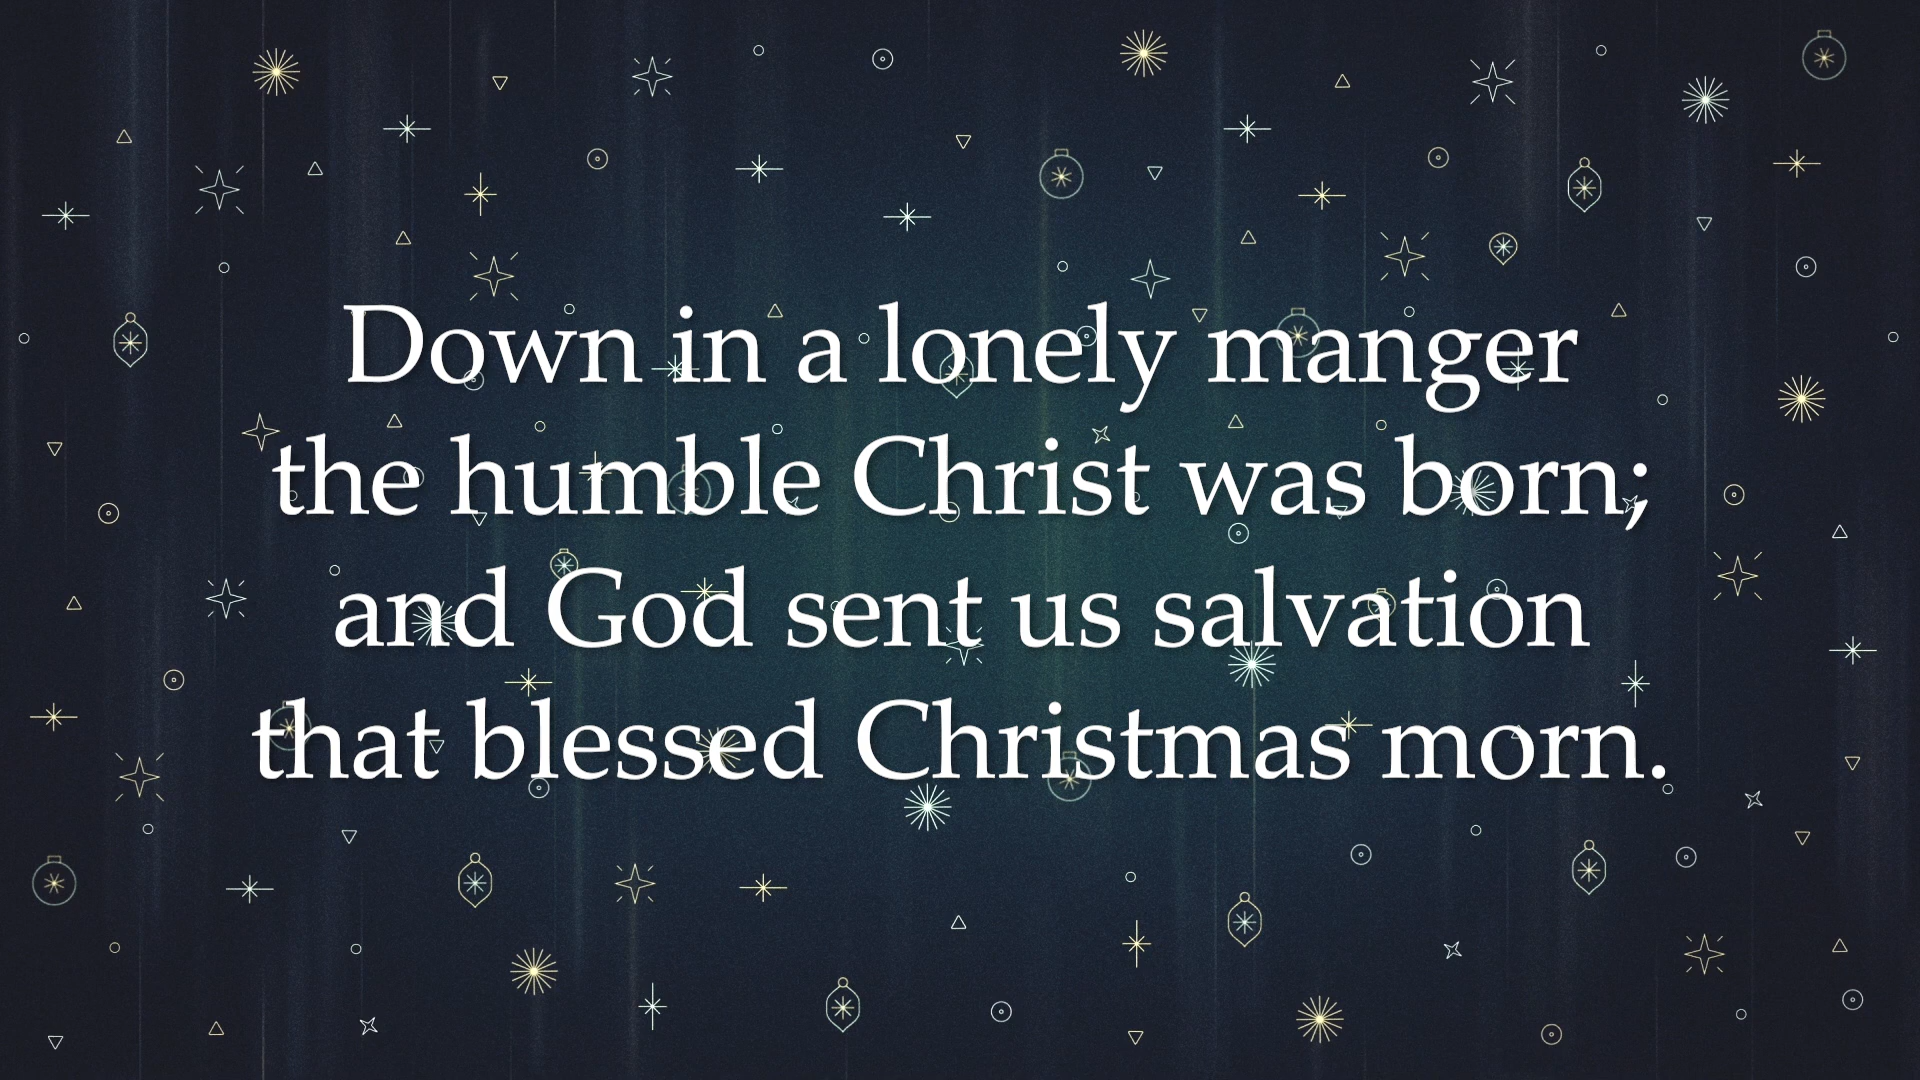 Down in a lonely manger
the humble Christ was born;
and God sent us salvation
that blessed Christmas morn.